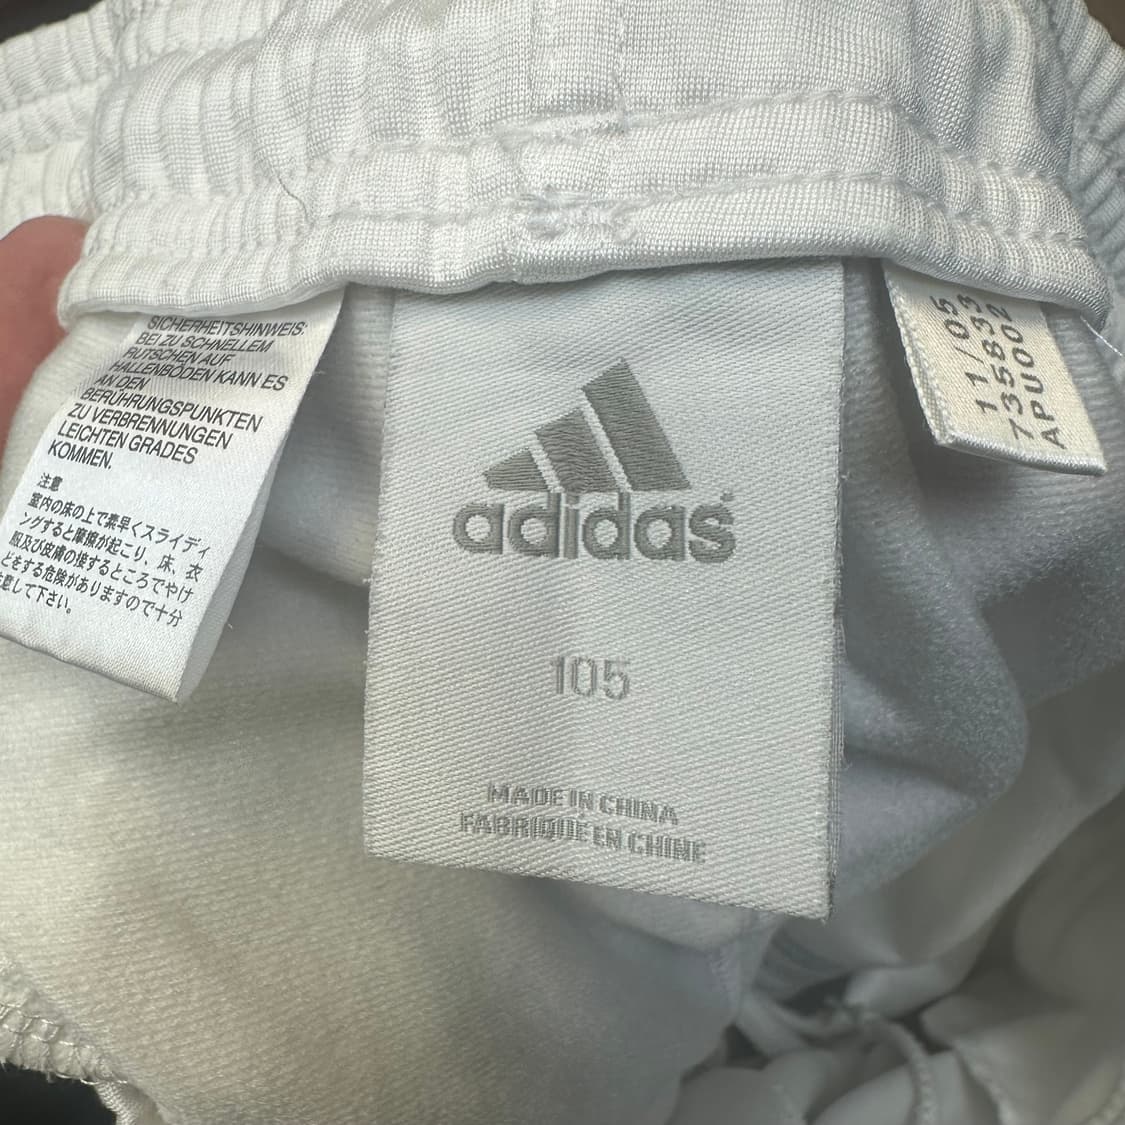 SICHERHEITSHINWEIS:
BEI ZU SCHNELLEM
RUTSCHEN AUF
HALLENBÖDEN KANN ES
AN DEN
BERÜHRUNGSPUNKTEN
ZU VERBRENNUNGEN
LEICHTEN GRADES
KOMMEN.
注意
室内の床の上で素早くスライディ
ングすると摩擦が起こり、床、衣
服及び皮膚の接するところでやけ
どをする危険がありますので十分
注意して下さい。
adidas
105
MADE IN CHINA
FABRIQUÉ EN CHINE
11/05
735833
APU002